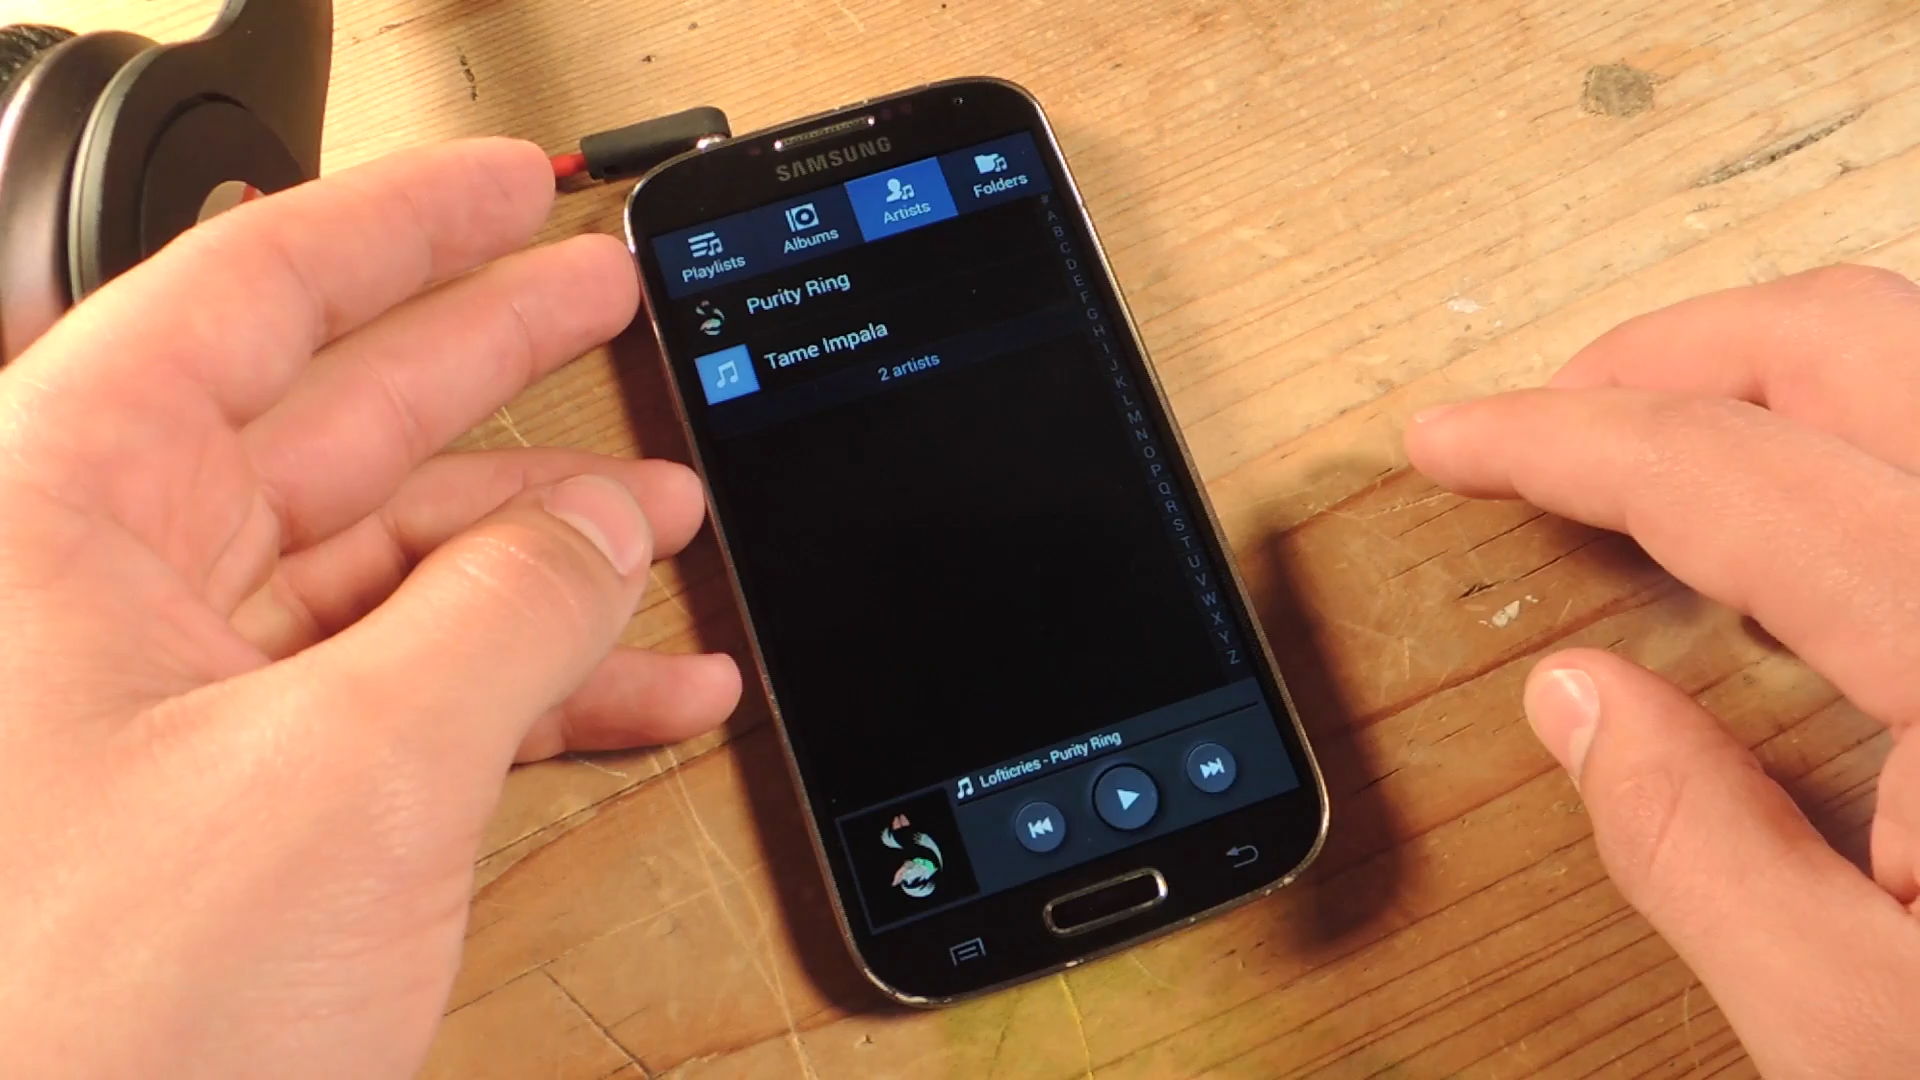 SAMSUNG
Playlists
Albums
Artists
Folders
Purity Ring
Tame Impala
2 artists
#
A
B
C
D
E
F
G
H
I
J
K
L
M
N
O
P
Q
R
S
T
U
V
W
X
Y
Z
Lofticries - Purity Ring